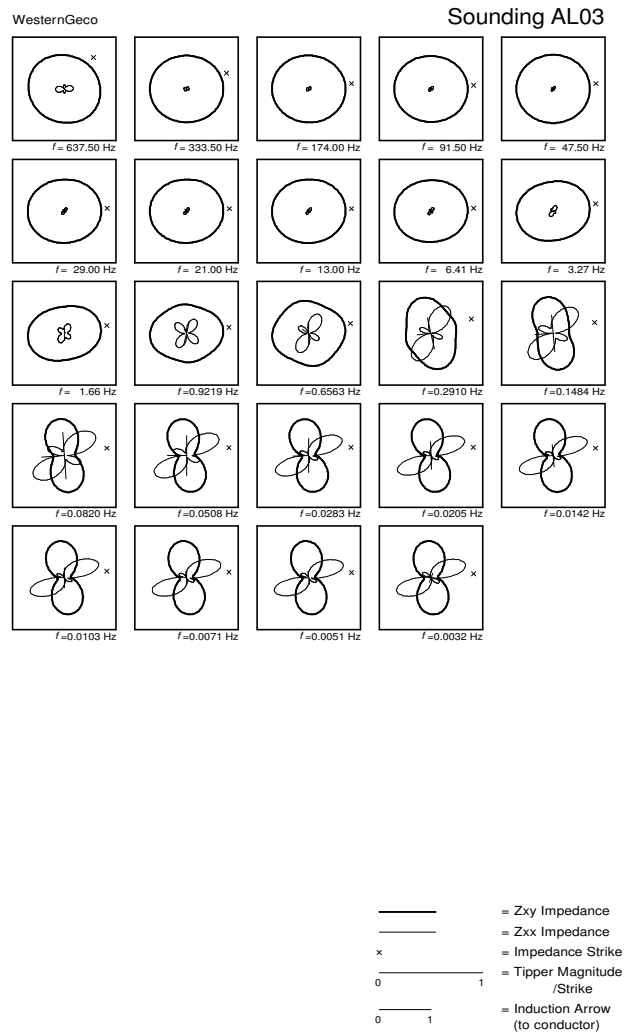 WesternGeco
Sounding AL03
f = 637.50 Hz
f = 333.50 Hz
f = 174.00 Hz
f = 91.50 Hz
f = 47.50 Hz
f = 29.00 Hz
f = 21.00 Hz
f = 13.00 Hz
f = 6.41 Hz
f = 3.27 Hz
f = 1.66 Hz
f =0.9219 Hz
f =0.6563 Hz
f =0.2910 Hz
f =0.1484 Hz
f =0.0820 Hz
f =0.0508 Hz
f =0.0283 Hz
f =0.0205 Hz
f =0.0142 Hz
f =0.0103 Hz
f =0.0071 Hz
f =0.0051 Hz
f =0.0032 Hz
= Zxy Impedance
= Zxx Impedance
× = Impedance Strike
= Tipper Magnitude
0 1 /Strike
= Induction Arrow
0 1 (to conductor)